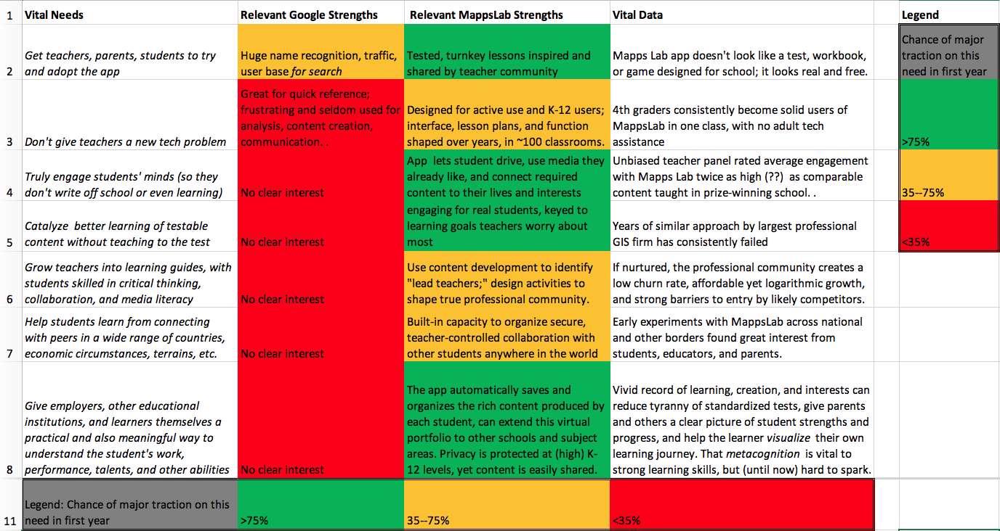 1 Vital Needs Relevant Google Strengths Relevant MappsLab Strengths Vital Data Legend
2
Get teachers, parents, students to try
and adopt the app
Huge name recognition, traffic,
user base for search
Tested, turnkey lessons inspired and
shared by teacher community
Mapps Lab app doesn't look like a test, workbook,
or game designed for school; it looks real and free.
Chance of major
traction on this
need in first year
3
Don't give teachers a new tech problem
Great for quick reference;
frustrating and seldom used for
analysis, content creation,
communication. .
Designed for active use and K-12 users;
interface, lesson plans, and function
shaped over years, in ~100 classrooms.
4th graders consistently become solid users of
MappsLab in one class, with no adult tech
assistance
>75%
4
Truly engage students' minds (so they
don't write off school or even learning)
No clear interest
App  lets student drive, use media they
already like, and connect required
content to their lives and interests
Unbiased teacher panel rated average engagement
with Mapps Lab twice as high (??)  as comparable
content taught in prize-winning school. .
35--75%
5
Catalyze  better learning of testable
content without teaching to the test
No clear interest
engaging for real students, keyed to
learning goals teachers worry about
most
Years of similar approach by largest professional
GIS firm has consistently failed
<35%
6
Grow teachers into learning guides, with
students skilled in critical thinking,
collaboration, and media literacy
No clear interest
Use content development to identify
"lead teachers;" design activities to
shape true professional community.
If nurtured, the professional community creates a
low churn rate, affordable yet logarithmic growth,
and strong barriers to entry by likely competitors.
7
Help students learn from connecting
with peers in a wide range of countries,
economic circumstances, terrains, etc.
No clear interest
Built-in capacity to organize secure,
teacher-controlled collaboration with
other students anywhere in the world
Early experiments with MappsLab across national
and other borders found great interest from
students, educators, and parents.
8
Give employers, other educational
institutions, and learners themselves a
practical and also meaningful way to
understand the student's work,
performance, talents, and other abilities
No clear interest
The app automatically saves and
organizes the rich content produced by
each student, can extend this virtual
portfolio to other schools and subject
areas. Privacy is protected at (high) K-
12 levels, yet content is easily shared.
Vivid record of learning, creation, and interests can
reduce tyranny of standardized tests, give parents
and others a clear picture of student strengths and
progress, and help the learner visualize  their own
learning journey. That metacognition  is vital to
strong learning skills, but (until now) hard to spark.
11
Legend: Chance of major traction on this
need in first year
>75%
35--75%
<35%